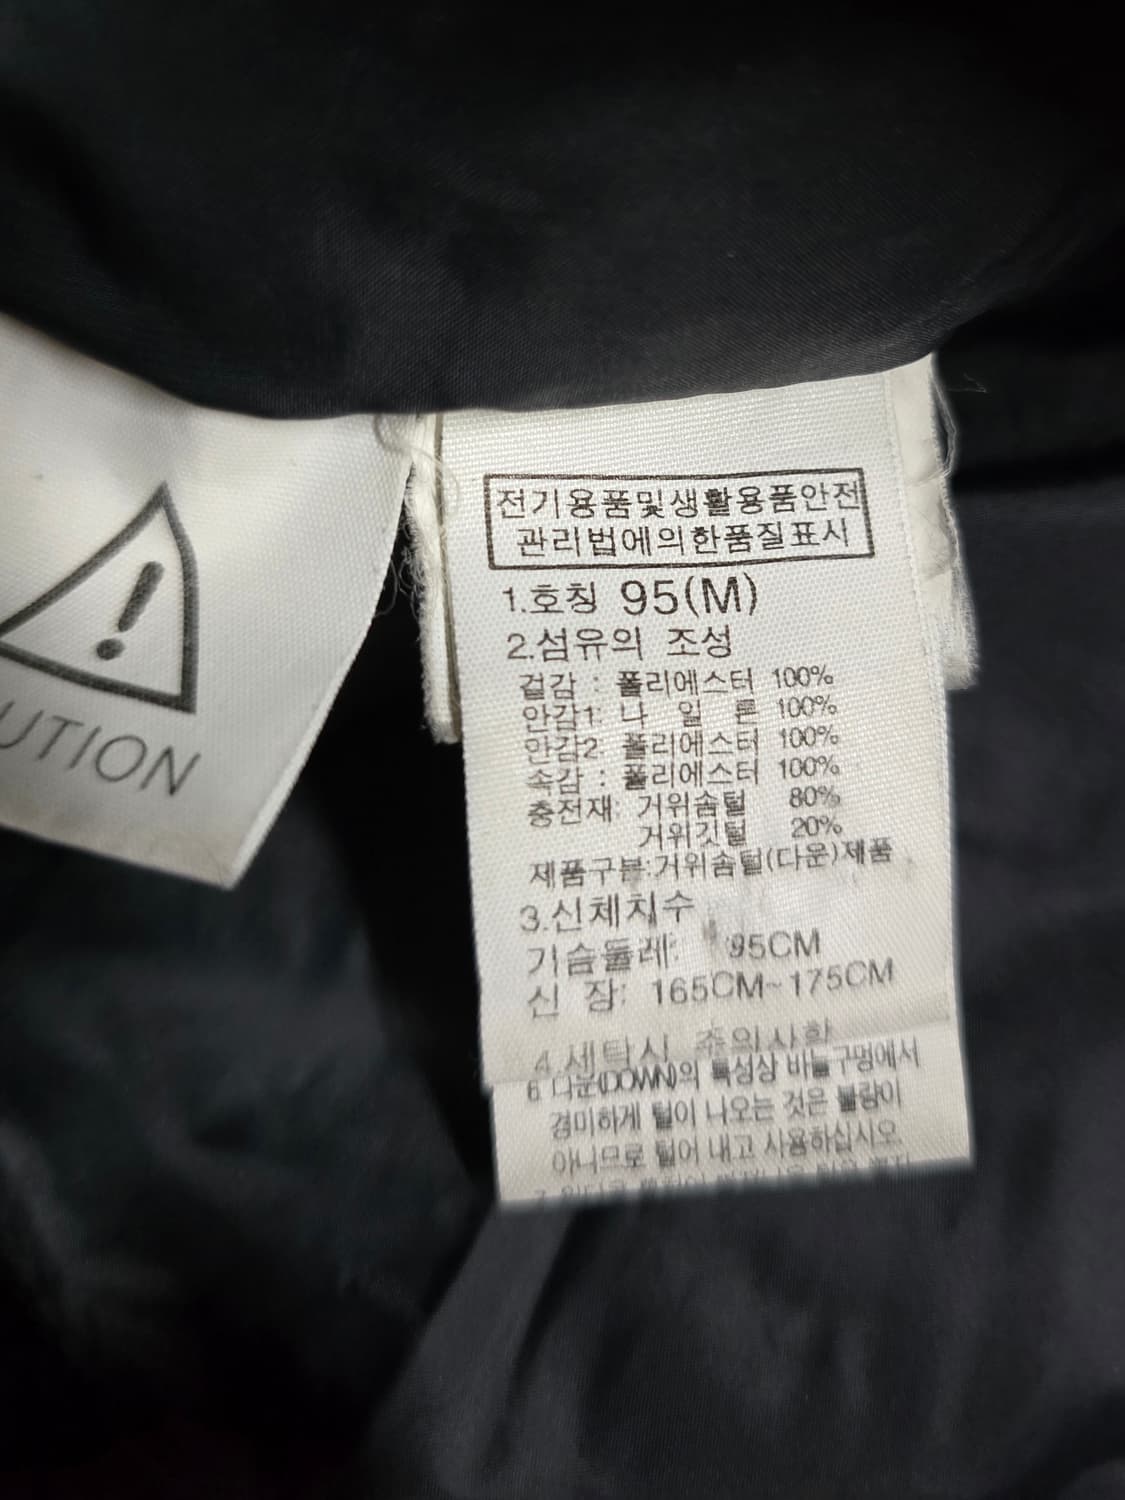 UTION
전기용품및생활용품안전
관리법에의한품질표시
1.호칭 95(M)
2.섬유의 조성
겉감 : 폴리에스터 100%
안감1: 나 일 론 100%
안감2: 폴리에스터 100%
속감 : 폴리에스터 100%
충전재: 거위솜털 80%
거위깃털 20%
제품구분:거위솜털(다운)제품
3.신체치수
가슴둘레: 95CM
신 장: 165CM~175CM
4.세탁시 주의사항
6 다운(DOWN)의 특성상 바늘구멍에서
경미하게 털이 나오는 것은 불량이
아니므로 털어 내고 사용하십시오.